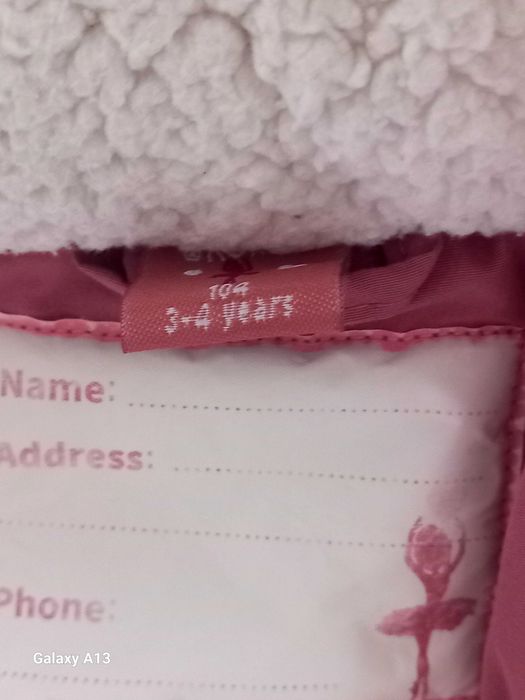 104
3-4 years
Name:
Address:
Phone:
Galaxy A13